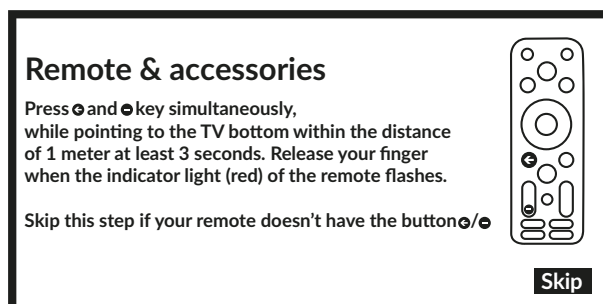 Remote & accessories
Press and key simultaneously,
while pointing to the TV bottom within the distance
of 1 meter at least 3 seconds. Release your finger
when the indicator light (red) of the remote flashes.
Skip this step if your remote doesn't have the button /
Skip